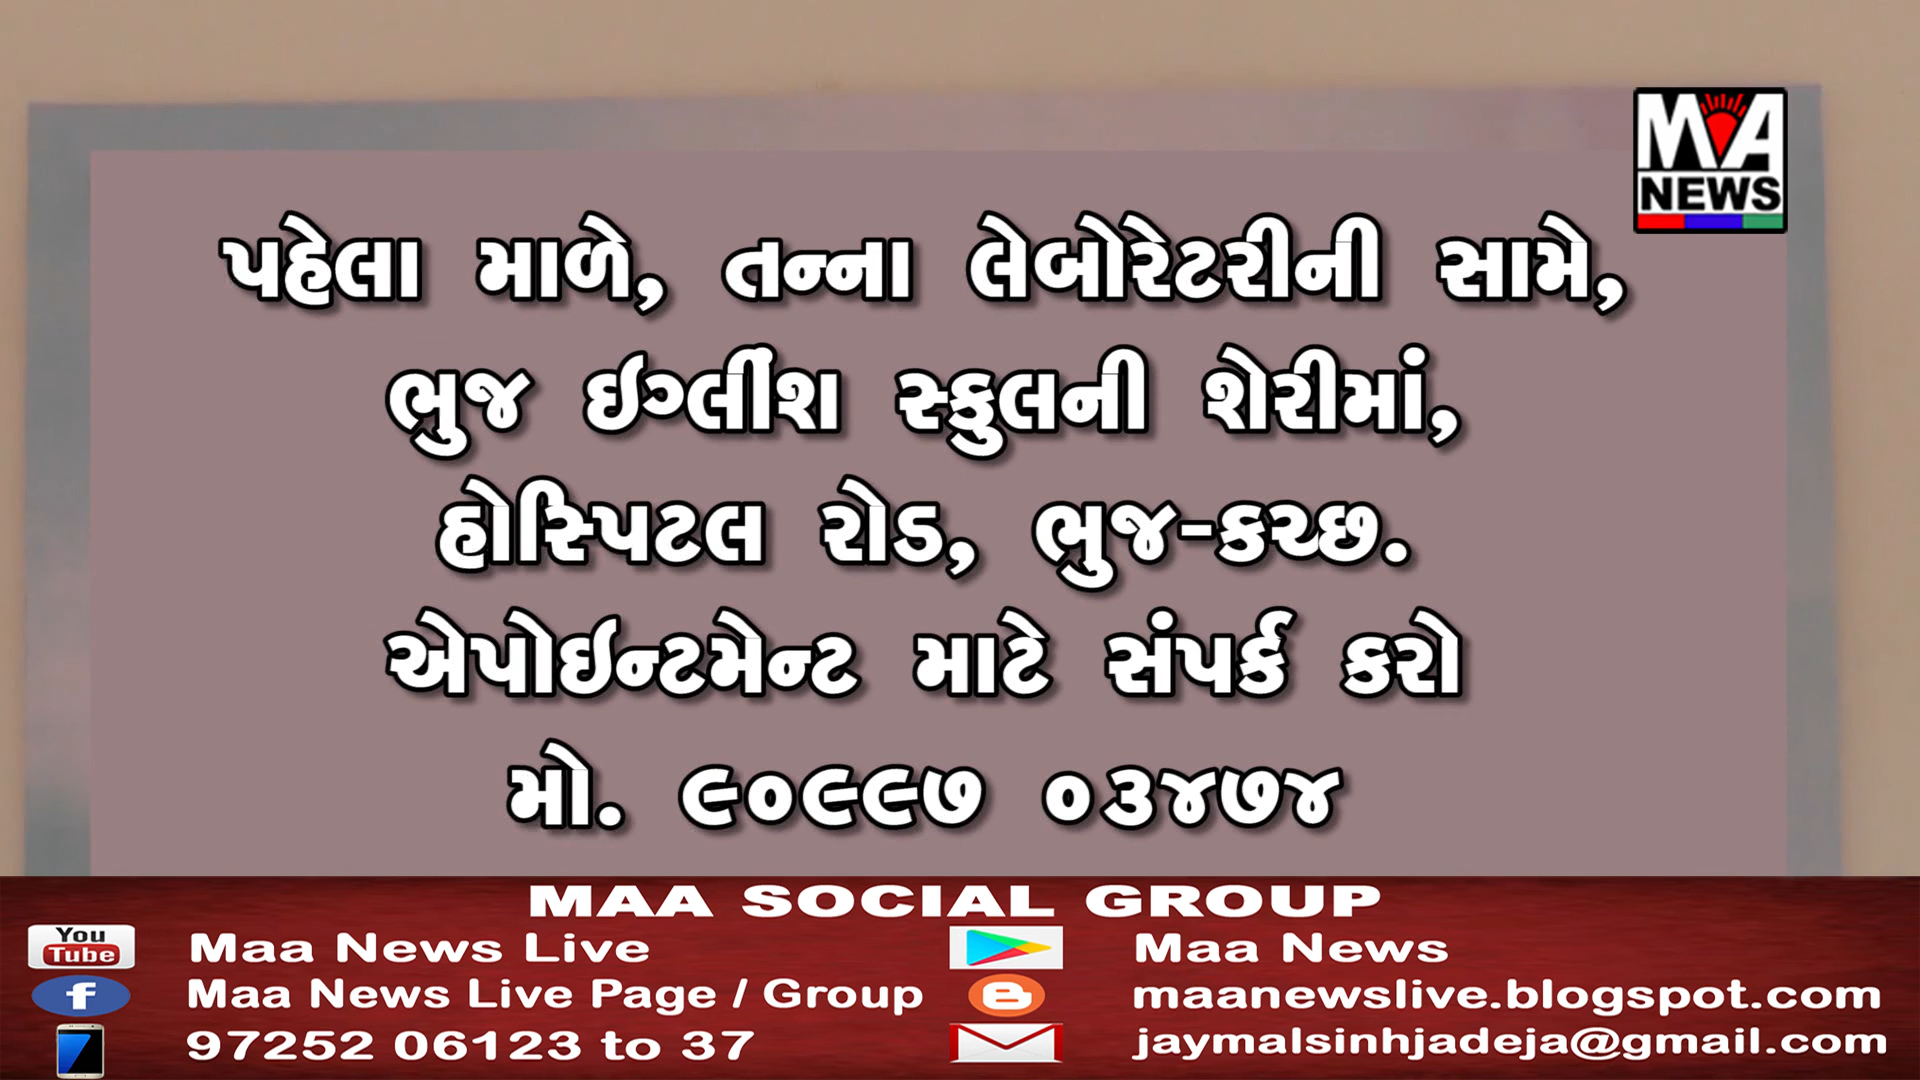 MAA
NEWS
પહેલા માળે, તન્ના લેબોરેટરીની સામે,
ભુજ ઇંગ્લીંશ સ્કુલની શેરીમાં,
હોસ્પિટલ રોડ, ભુજ-કચ્છ.
એપોઇન્ટમેન્ટ માટે સંપર્ક કરો
મો. ૯૦૯૯૭ ૦૩૪૭૪
MAA SOCIAL GROUP
You Tube Maa News Live
Maa News
f Maa News Live Page / Group
maanewslive.blogspot.com
97252 06123 to 37
jaymalsinhjadeja@gmail.com